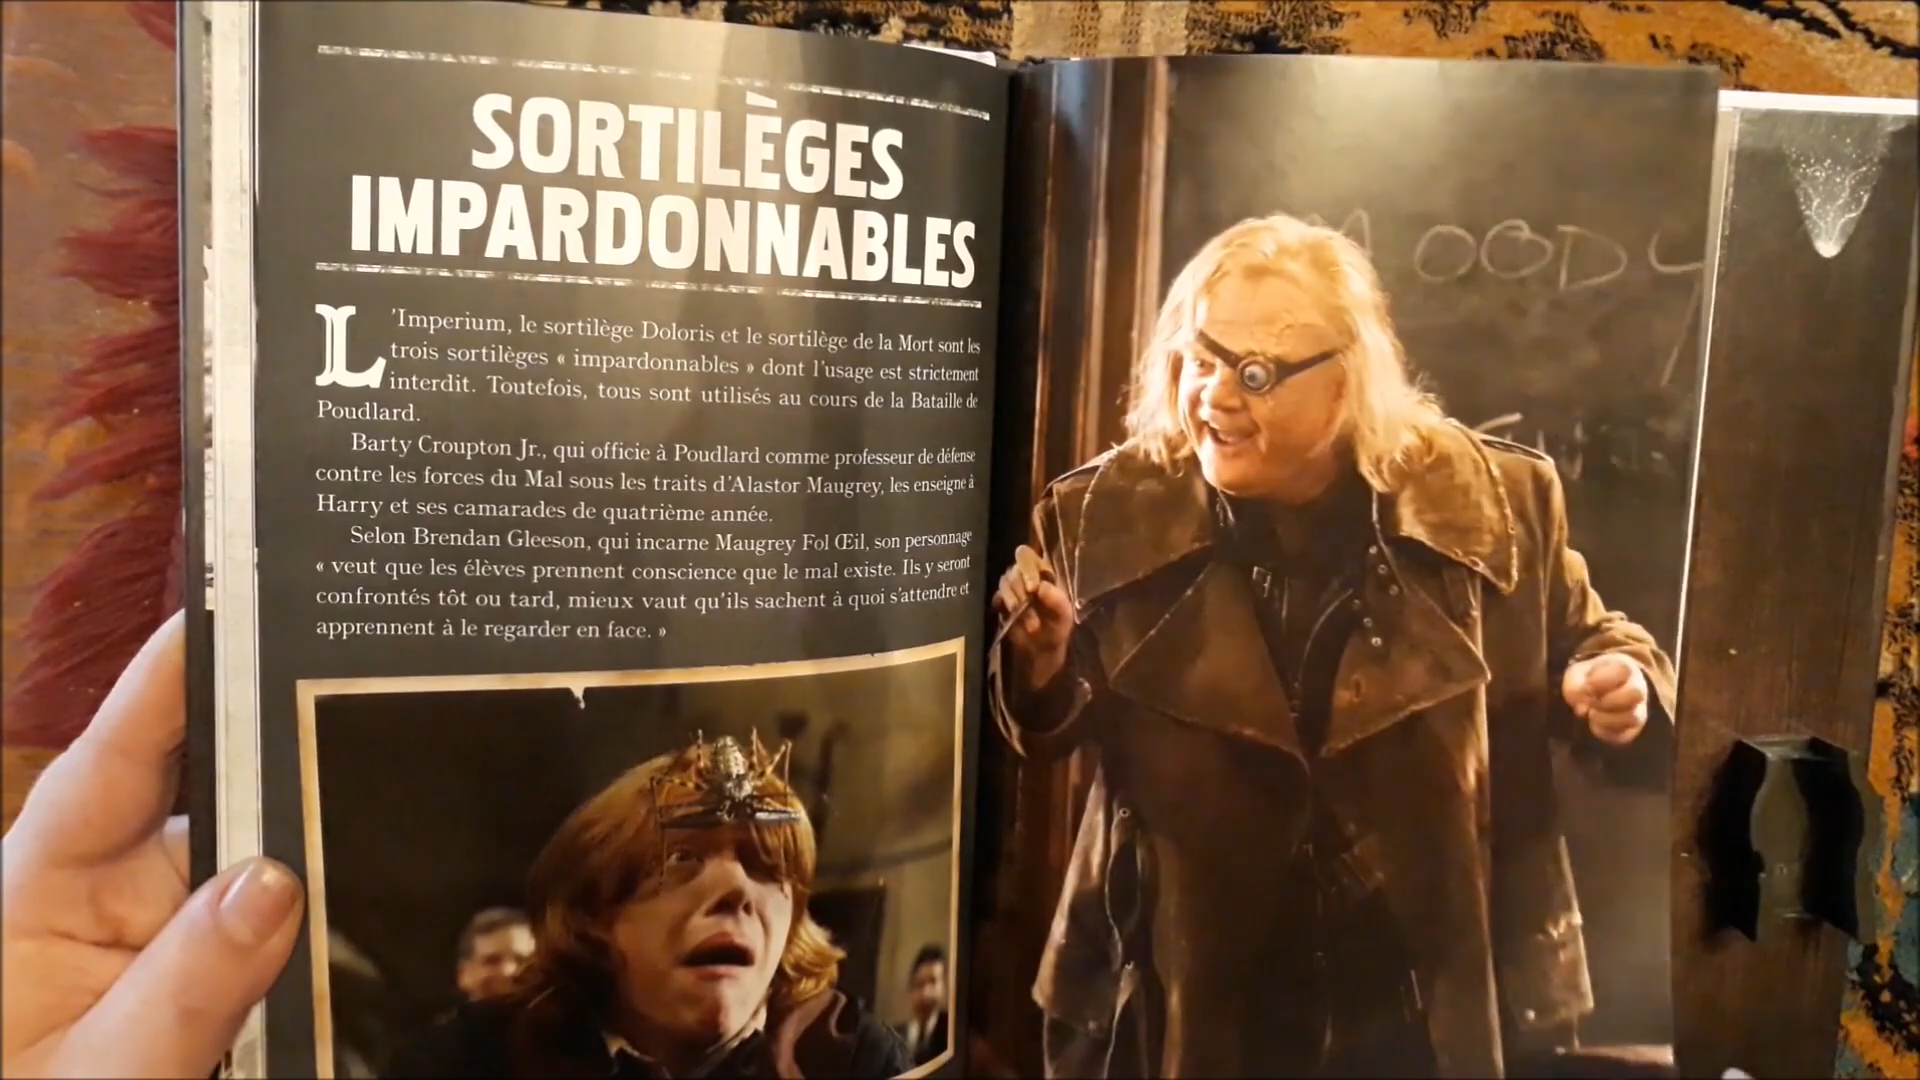 SORTILÈGES
IMPARDONNABLES
L'Imperium, le sortilège Doloris et le sortilège de la Mort sont les
trois sortilèges « impardonnables » dont l'usage est strictement
interdit. Toutefois, tous sont utilisés au cours de la Bataille de
Poudlard.
Barty Croupton Jr., qui officie à Poudlard comme professeur de défense
contre les forces du Mal sous les traits d'Alastor Maugrey, les enseigne à
Harry et ses camarades de quatrième année.
Selon Brendan Gleeson, qui incarne Maugrey Fol Œil, son personnage
« veut que les élèves prennent conscience que le mal existe. Ils y seront
confrontés tôt ou tard, mieux vaut qu'ils sachent à quoi s'attendre et
apprennent à le regarder en face. »
MOODY